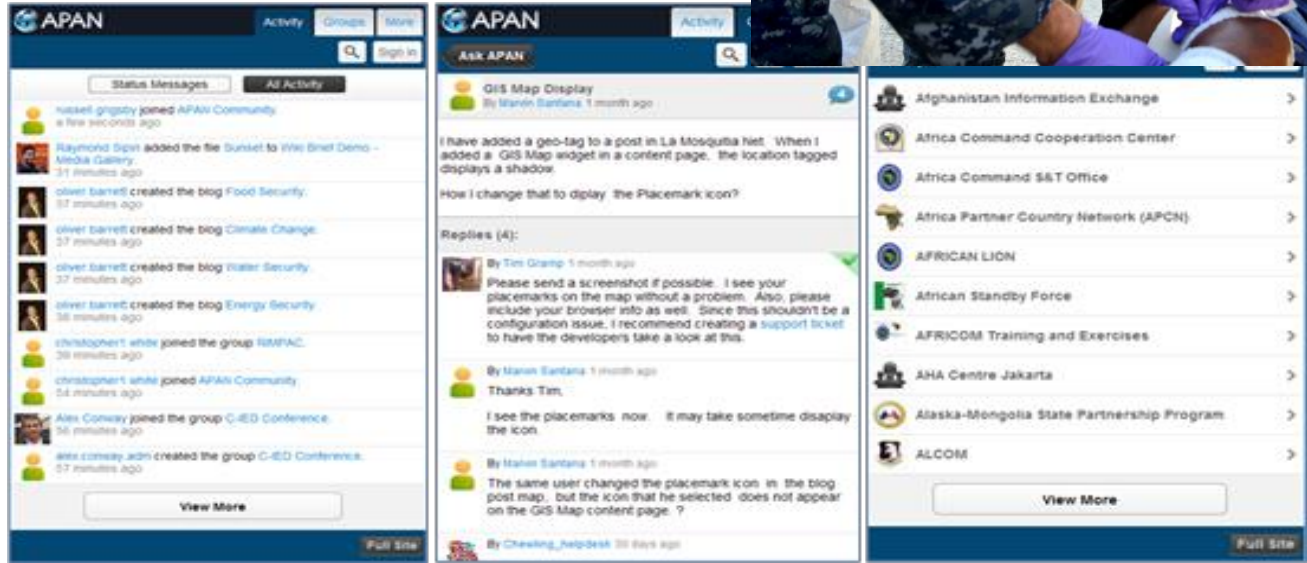 APAN
Activity
Groups
More
Sign in
Status Messages
All Activity
russell.grigsby joined APAN Community.
a few seconds ago
Raymond Sipin added the file Sunset to Wiki Brief Demo -
Media Gallery.
31 minutes ago
oliver barrett created the blog Food Security.
37 minutes ago
oliver barrett created the blog Climate Change.
37 minutes ago
oliver barrett created the blog Water Security.
37 minutes ago
oliver barrett created the blog Energy Security.
38 minutes ago
christopher1 white joined the group RIMPAC.
39 minutes ago
christopher1 white joined APAN Community.
54 minutes ago
Alex Conway joined the group C-IED Conference.
56 minutes ago
alex.conway.adm created the group C-IED Conference.
57 minutes ago
View More
Full Site
APAN
Activity
Ask APAN
GIS Map Display
By Marvin Santana 1 month ago
4
I have added a geo-tag to a post in La Mosquitia Net. When I
added a GIS Map widget in a content page, the location tagged
displays a shadow.
How I change that to diplay the Placemark icon?
Replies (4):
By Tim Gramp 1 month ago
Please send a screenshot if possible. I see your
placemarks on the map without a problem. Also, please
include your browser info as well. Since this shouldn't be a
configuration issue, I recommend creating a support ticket
to have the developers take a look at this.
By Marvin Santana 1 month ago
Thanks Tim,
I see the placemarks now. It may take sometime disaplay
the icon.
By Marvin Santana 1 month ago
The same user changed the placemark icon in the blog
post map, but the icon that he selected does not appear
on the GIS Map content page. ?
By Chewling_helpdesk 30 days ago
Afghanistan Information Exchange
Africa Command Cooperation Center
Africa Command S&T Office
Africa Partner Country Network (APCN)
AFRICAN LION
African Standby Force
AFRICOM Training and Exercises
AHA Centre Jakarta
Alaska-Mongolia State Partnership Program
ALCOM
View More
Full Site